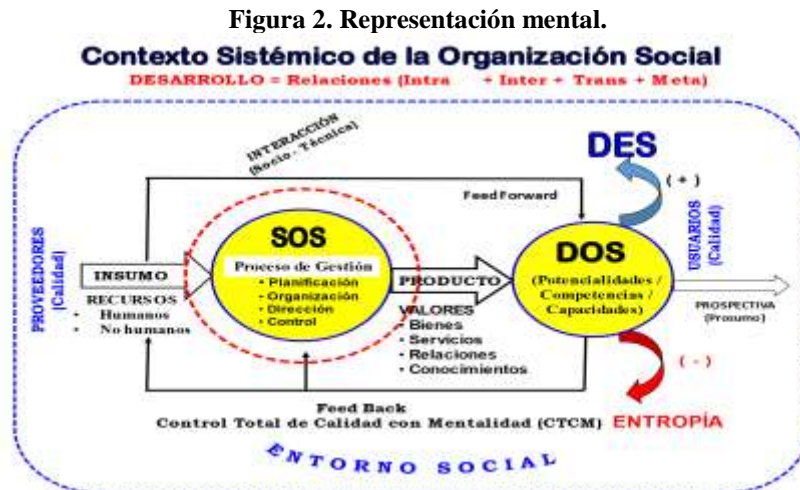 Figura 2. Representación mental.
Contexto Sistémico de la Organización Social
DESARROLLO = Relaciones (Intra + Inter + Trans + Meta)
INTERACCIÓN
(Socio - Técnica)
DES
( + )
Feed Forward
PROVEEDORES
(Calidad)
USUARIOS
(Calidad)
INSUMO
RECURSOS
• Humanos
• No humanos
SOS
Proceso de Gestión
• Planificación
• Organización
• Dirección
• Control
PRODUCTO
VALORES
• Bienes
• Servicios
• Relaciones
• Conocimientos
DOS
(Potencialidades /
Competencias /
Capacidades)
PROSPECTIVA
(Prosumo)
( - )
Feed Back
Control Total de Calidad con Mentalidad (CTCM)
ENTROPÍA
ENTORNO SOCIAL